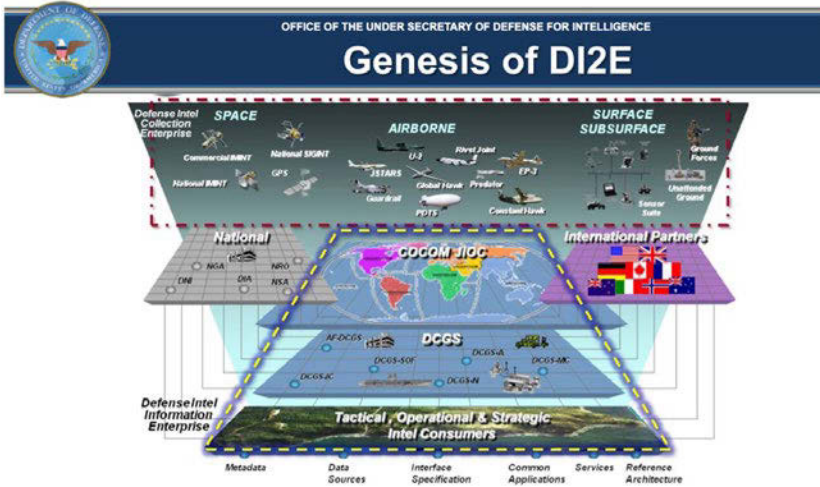 OFFICE OF THE UNDER SECRETARY OF DEFENSE FOR INTELLIGENCE
Genesis of DI2E
Defense Intel
Collection
Enterprise
SPACE
Commercial IMINT
National SIGINT
National IMINT
GPS
AIRBORNE
U-2
Rivet Joint
JSTARS
EP-3
Global Hawk
Predator
Guardrail
PDTS
Constant Hawk
SURFACE
SUBSURFACE
Ground
Forces
Unattended
Ground
Sensor
Suite
National
NGA
NRO
DNI
DIA
NSA
COCOM JIOC
International Partners
DCGS
AF-DCGS
DCGS-SOF
DCGS-A
DCGS-MC
DCGS-IC
DCGS-N
Defense Intel
Information
Enterprise
Tactical, Operational & Strategic
Intel Consumers
Metadata
Data
Sources
Interface
Specification
Common
Applications
Services
Reference
Architecture